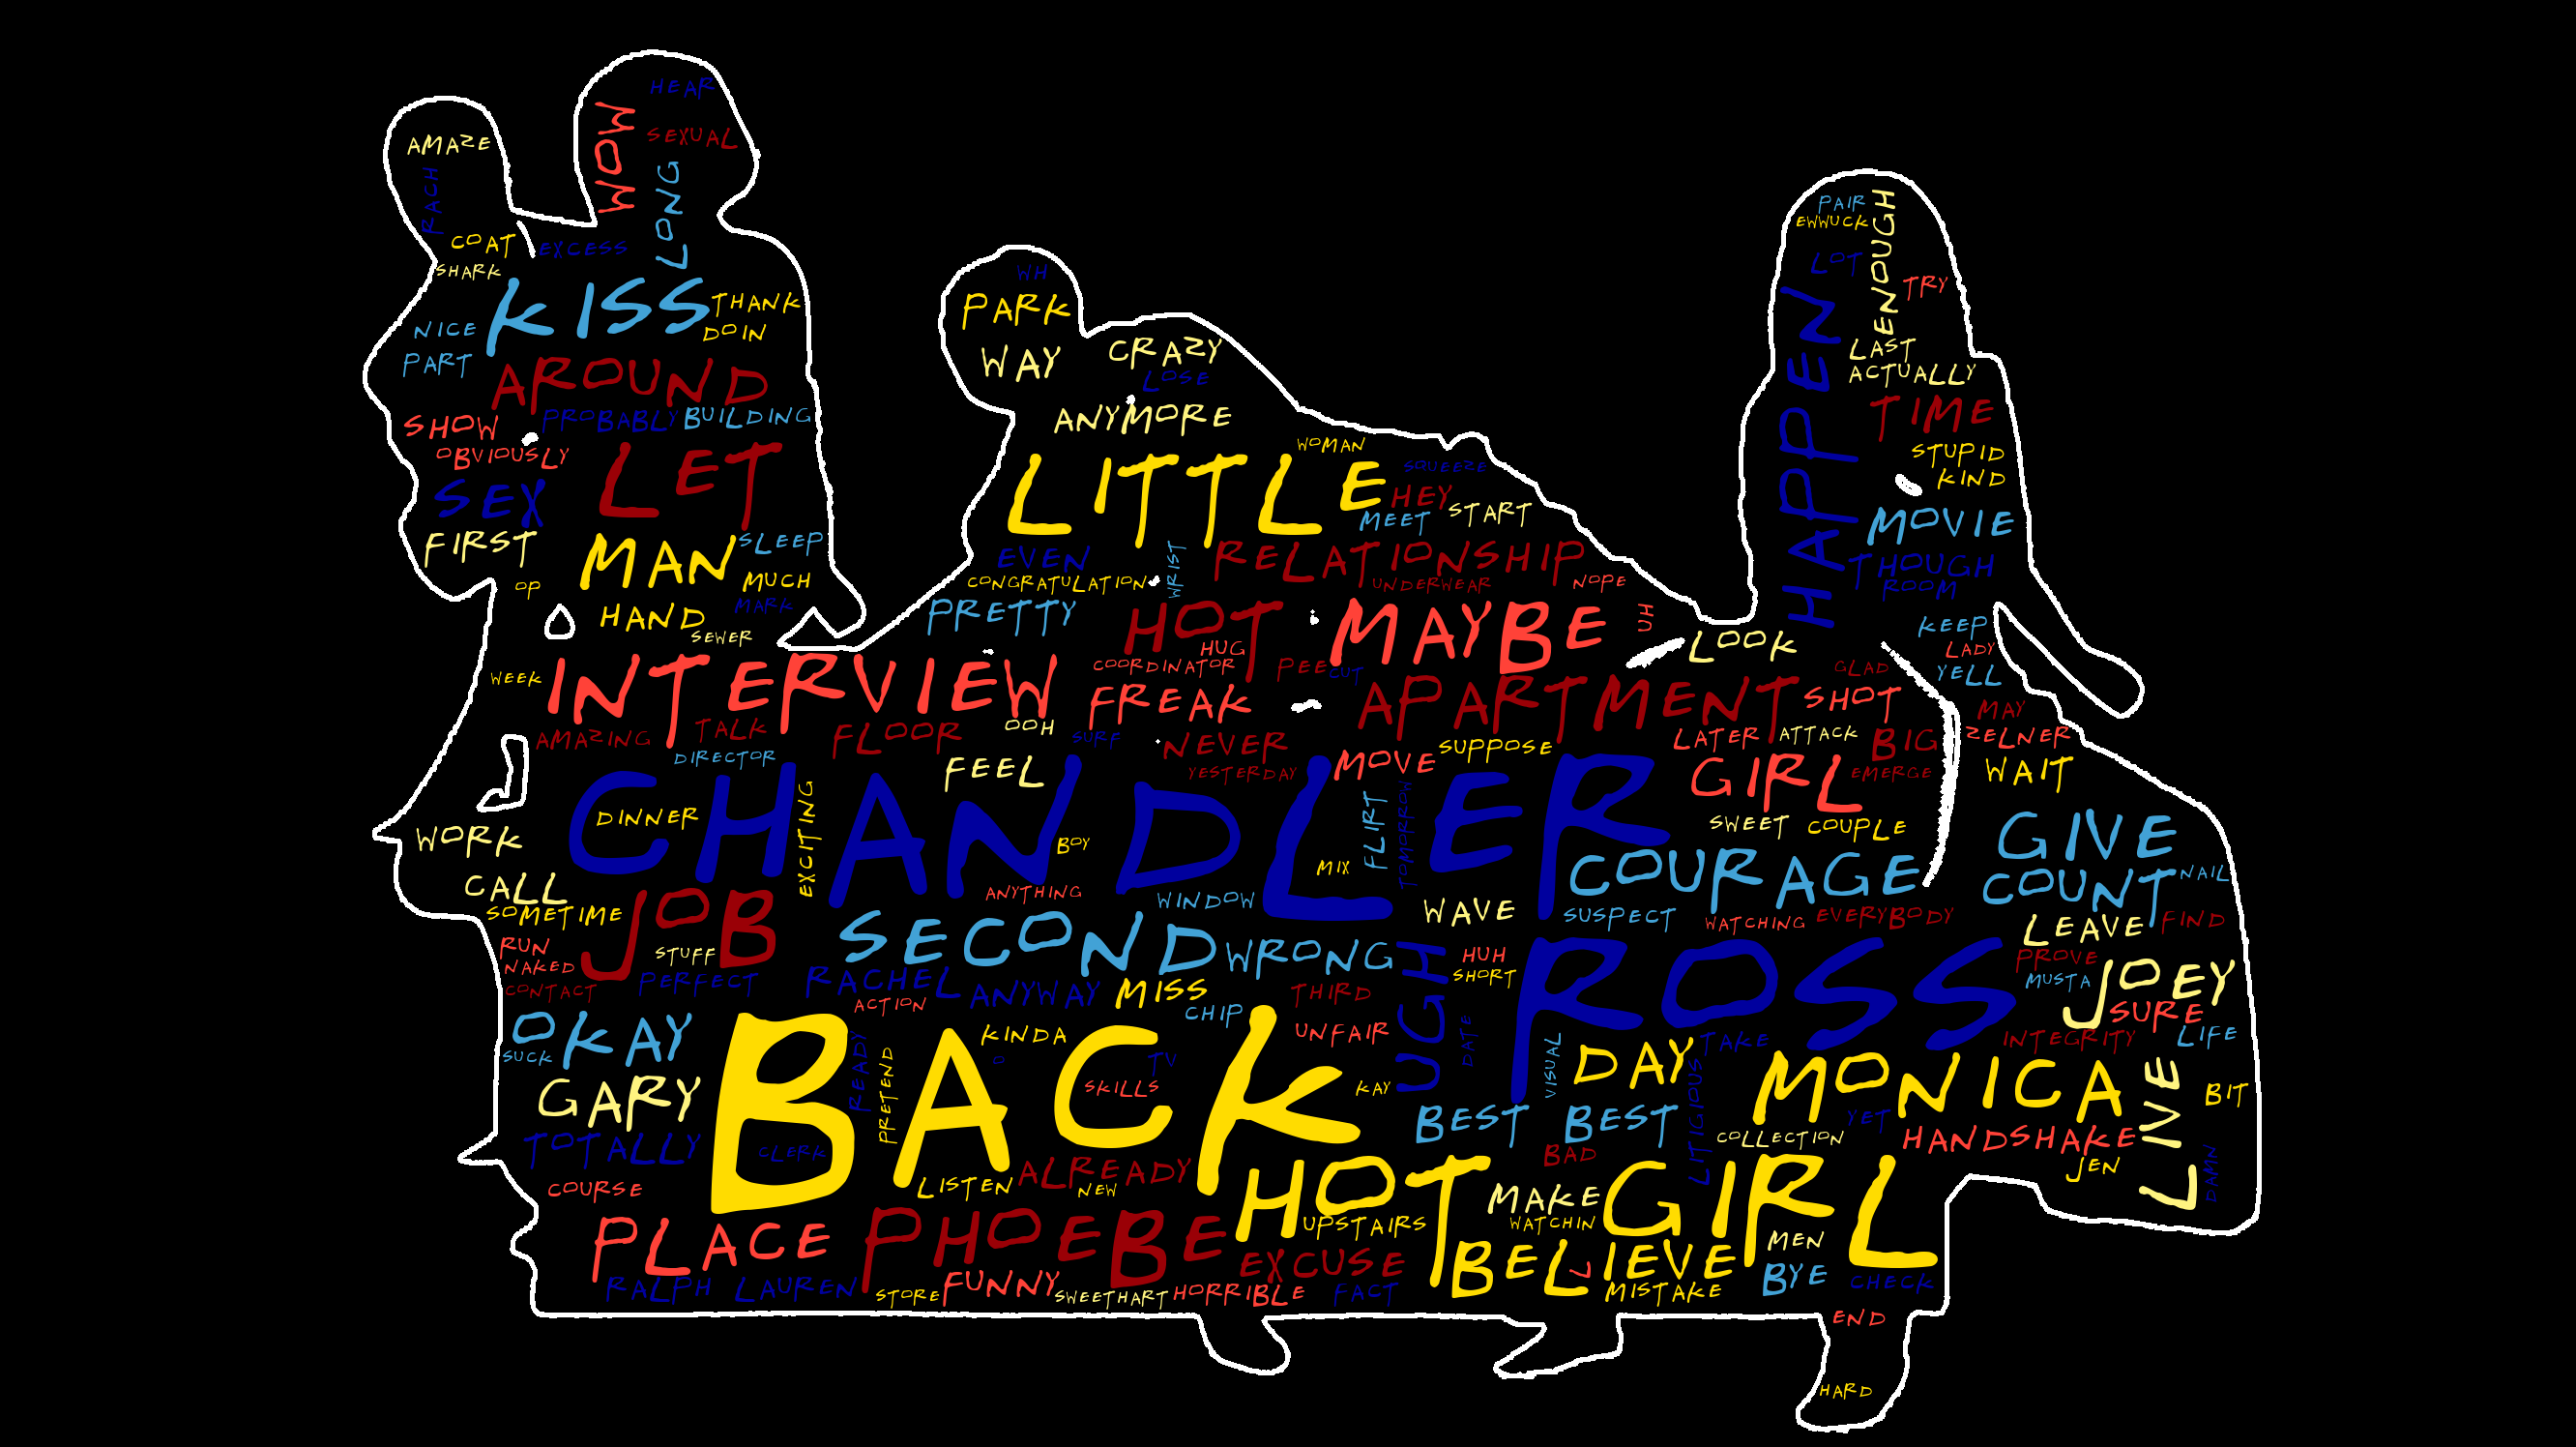 HEAR
WOW
SEXUAL
AMAZE
LONG
RACH
COAT
EXCESS
SHARK
KISS
THANK
NICE
DOIN
PART
AROUND
SHOW
PROBABLY
BUILDING
OBVIOUSLY
LET
SEX
FIRST
MAN
SLEEP
MUCH
OP
HAND
MARK
SEWER
PAIR
EWWUCK
ENOUGH
LOT
TRY
HAPPEN
LAST
ACTUALLY
TIME
STUPID
KIND
MOVIE
THOUGH
ROOM
WH
PARK
WAY
CRAZY
LOSE
ANYMORE
WOMAN
LITTLE
SQUEEZE
HEY
MEET
START
EVEN
WRIST
RELATIONSHIP
CONGRATULATION
UNDERWEAR
NOPE
PRETTY
HOT
MAYBE
UH
HUG
LOOK
KEEP
LADY
YELL
WEEK
INTERVIEW
COORDINATOR
PEE
CUT
GLAD
FREAK
APARTMENT
SHOT
MAY
AMAZING
TALK
FLOOR
OOH
SURF
NEVER
LATER
ATTACK
BIG
ZELNER
DIRECTOR
FEEL
YESTERDAY
MOVE
SUPPOSE
GIRL
EMERGE
WAIT
CHANDLER
DINNER
EXCITING
BOY
MIX
FLIRT
TOMORROW
SWEET
COUPLE
GIVE
WORK
CALL
COURAGE
COUNT
NAIL
SOMETIME
JOB
ANYTHING
WINDOW
WAVE
SUSPECT
WATCHING
EVERYBODY
LEAVE
FIND
RUN
STUFF
SECOND
WRONG
HUH
NAKED
SHORT
ROSS
PROVE
CONTACT
PERFECT
RACHEL
ANYWAY
MISS
THIRD
UGH
MUSTA
JOEY
ACTION
CHIP
SURE
OKAY
KINDA
UNFAIR
DATE
VISUAL
DAY
TAKE
INTEGRITY
LIFE
SUCK
BACK
READY
PRETEND
D
TV
SKILLS
KAY
LITIGIOUS
MONICA
LIVE
BIT
GARY
BEST
BEST
YET
TOTALLY
CLERK
COLLECTION
HANDSHAKE
BAD
JEN
DAMN
COURSE
LISTEN
ALREADY
NEW
HOT
GIRL
MAKE
UPSTAIRS
WATCHIN
PLACE
PHOEBE
MEN
EXCUSE
BELIEVE
BYE
CHECK
RALPH LAUREN
STORE
FUNNY
SWEETHART
HORRIBLE
FACT
MISTAKE
END
HARD